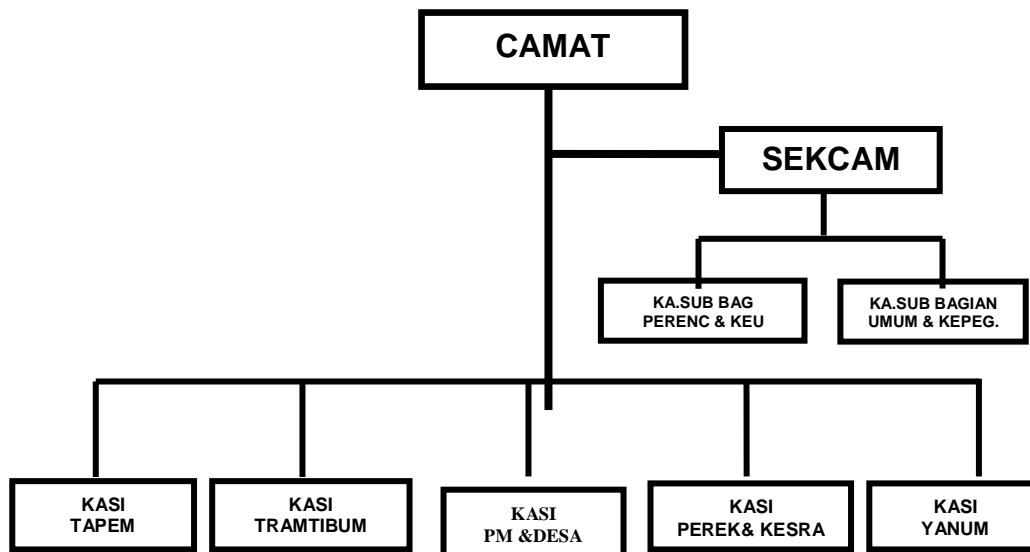 CAMAT
SEKCAM
KA.SUB BAG
PERENC & KEU
KA.SUB BAGIAN
UMUM & KEPEG.
KASI
TAPEM
KASI
TRAMTIBUM
KASI
PM &DESA
KASI
PEREK& KESRA
KASI
YANUM